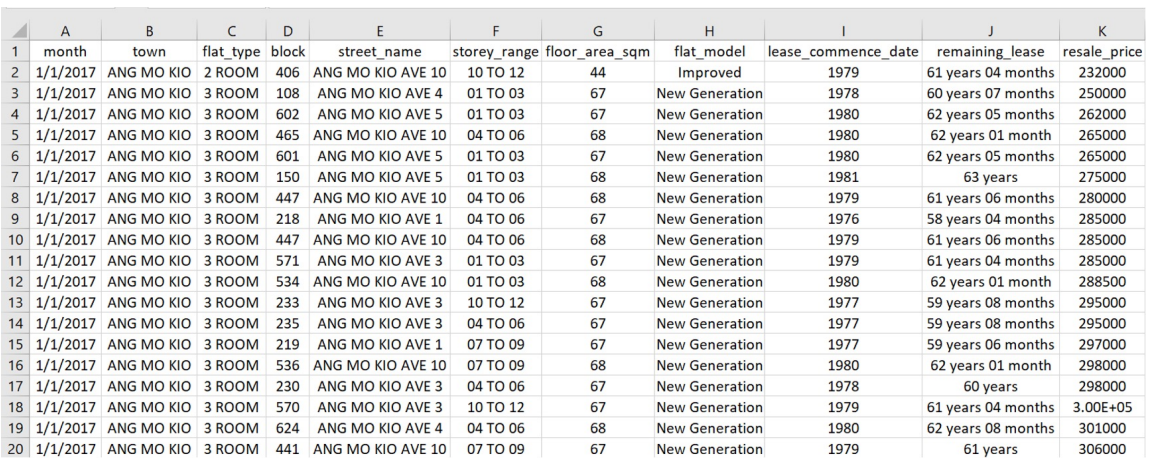 A B C D E F G H I J K
1 month town flat_type block street_name storey_range floor_area_sqm flat_model lease_commence_date remaining_lease resale_price
2 1/1/2017 ANG MO KIO 2 ROOM 406 ANG MO KIO AVE 10 10 TO 12 44 Improved 1979 61 years 04 months 232000
3 1/1/2017 ANG MO KIO 3 ROOM 108 ANG MO KIO AVE 4 01 TO 03 67 New Generation 1978 60 years 07 months 250000
4 1/1/2017 ANG MO KIO 3 ROOM 602 ANG MO KIO AVE 5 01 TO 03 67 New Generation 1980 62 years 05 months 262000
5 1/1/2017 ANG MO KIO 3 ROOM 465 ANG MO KIO AVE 10 04 TO 06 68 New Generation 1980 62 years 01 month 265000
6 1/1/2017 ANG MO KIO 3 ROOM 601 ANG MO KIO AVE 5 01 TO 03 67 New Generation 1980 62 years 05 months 265000
7 1/1/2017 ANG MO KIO 3 ROOM 150 ANG MO KIO AVE 5 01 TO 03 68 New Generation 1981 63 years 275000
8 1/1/2017 ANG MO KIO 3 ROOM 447 ANG MO KIO AVE 10 04 TO 06 68 New Generation 1979 61 years 06 months 280000
9 1/1/2017 ANG MO KIO 3 ROOM 218 ANG MO KIO AVE 1 04 TO 06 67 New Generation 1976 58 years 04 months 285000
10 1/1/2017 ANG MO KIO 3 ROOM 447 ANG MO KIO AVE 10 04 TO 06 68 New Generation 1979 61 years 06 months 285000
11 1/1/2017 ANG MO KIO 3 ROOM 571 ANG MO KIO AVE 3 01 TO 03 67 New Generation 1979 61 years 04 months 285000
12 1/1/2017 ANG MO KIO 3 ROOM 534 ANG MO KIO AVE 10 01 TO 03 68 New Generation 1980 62 years 01 month 288500
13 1/1/2017 ANG MO KIO 3 ROOM 233 ANG MO KIO AVE 3 10 TO 12 67 New Generation 1977 59 years 08 months 295000
14 1/1/2017 ANG MO KIO 3 ROOM 235 ANG MO KIO AVE 3 04 TO 06 67 New Generation 1977 59 years 08 months 295000
15 1/1/2017 ANG MO KIO 3 ROOM 219 ANG MO KIO AVE 1 07 TO 09 67 New Generation 1977 59 years 06 months 297000
16 1/1/2017 ANG MO KIO 3 ROOM 536 ANG MO KIO AVE 10 07 TO 09 68 New Generation 1980 62 years 01 month 298000
17 1/1/2017 ANG MO KIO 3 ROOM 230 ANG MO KIO AVE 3 04 TO 06 67 New Generation 1978 60 years 298000
18 1/1/2017 ANG MO KIO 3 ROOM 570 ANG MO KIO AVE 3 10 TO 12 67 New Generation 1979 61 years 04 months 3.00E+05
19 1/1/2017 ANG MO KIO 3 ROOM 624 ANG MO KIO AVE 4 04 TO 06 68 New Generation 1980 62 years 08 months 301000
20 1/1/2017 ANG MO KIO 3 ROOM 441 ANG MO KIO AVE 10 07 TO 09 67 New Generation 1979 61 years 306000